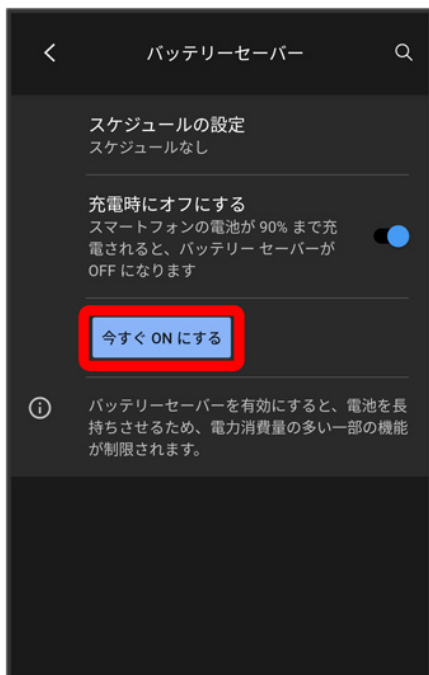 バッテリーセーバー
スケジュールの設定
スケジュールなし
充電時にオフにする
スマートフォンの電池が 90% まで充
電されると、バッテリー セーバーが
OFF になります
今すぐ ON にする
バッテリーセーバーを有効にすると、電池を長
持ちさせるため、電力消費量の多い一部の機能
が制限されます。